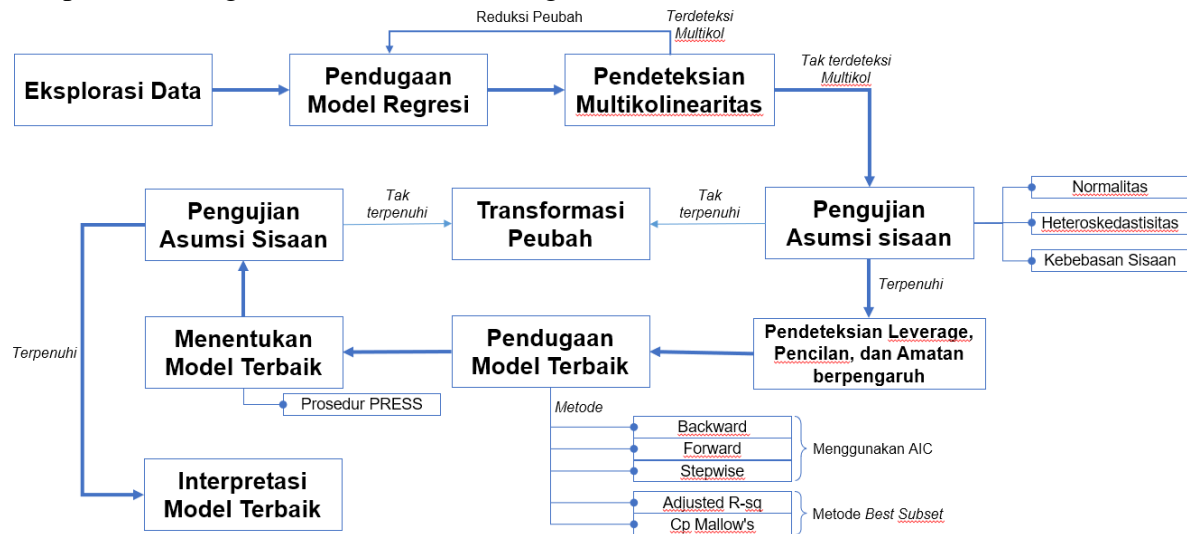 Reduksi Peubah
Terdeteksi
Multikol
Eksplorasi Data
Pendugaan
Model Regresi
Pendeteksian
Multikolinearitas
Tak terdeteksi
Multikol
Pengujian
Asumsi Sisaan
Tak
terpenuhi
Transformasi
Peubah
Tak
terpenuhi
Pengujian
Asumsi sisaan
Normalitas
Heteroskedastisitas
Kebebasan Sisaan
Terpenuhi
Terpenuhi
Menentukan
Model Terbaik
Prosedur PRESS
Pendugaan
Model Terbaik
Pendeteksian Leverage,
Pencilan, dan Amatan
berpengaruh
Metode
Backward
Forward
Stepwise
Menggunakan AIC
Adjusted R-sq
Cp Mallow's
Metode Best Subset
Interpretasi
Model Terbaik